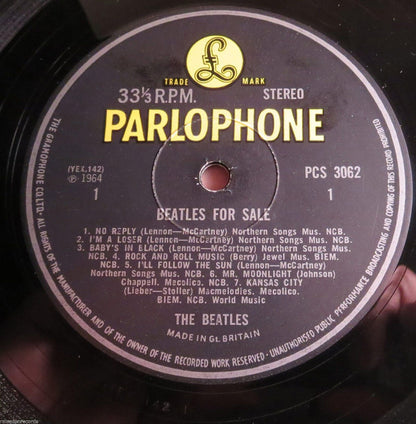 £
TRADE MARK
33⅓ R.P.M. STEREO
PARLOPHONE
(YEX.142) PCS 3062
℗ 1964
1 1
BEATLES FOR SALE
1. NO REPLY (Lennon—McCartney) Northern Songs Mus. NCB.
2. I'M A LOSER (Lennon—McCartney) Northern Songs Mus. NCB.
3. BABY'S IN BLACK (Lennon—McCartney) Northern Songs Mus.
NCB. 4. ROCK AND ROLL MUSIC (Berry) Jewel Mus. BIEM.
NCB. 5. I'LL FOLLOW THE SUN (Lennon—McCartney)
Northern Songs Mus. NCB. 6. MR. MOONLIGHT (Johnson)
Chappell. Mecolico. NCB. 7. KANSAS CITY
(Lieber—Stoller) Macmelodies. Mecolico.
BIEM. NCB. World Music
THE BEATLES
MADE IN Gt. BRITAIN
THE GRAMOPHONE CO. LTD. ALL RIGHTS OF THE MANUFACTURER AND OF THE OWNER OF THE RECORDED WORK RESERVED · UNAUTHORISED PUBLIC PERFORMANCE BROADCASTING AND COPYING OF THIS RECORD PROHIBITED
2